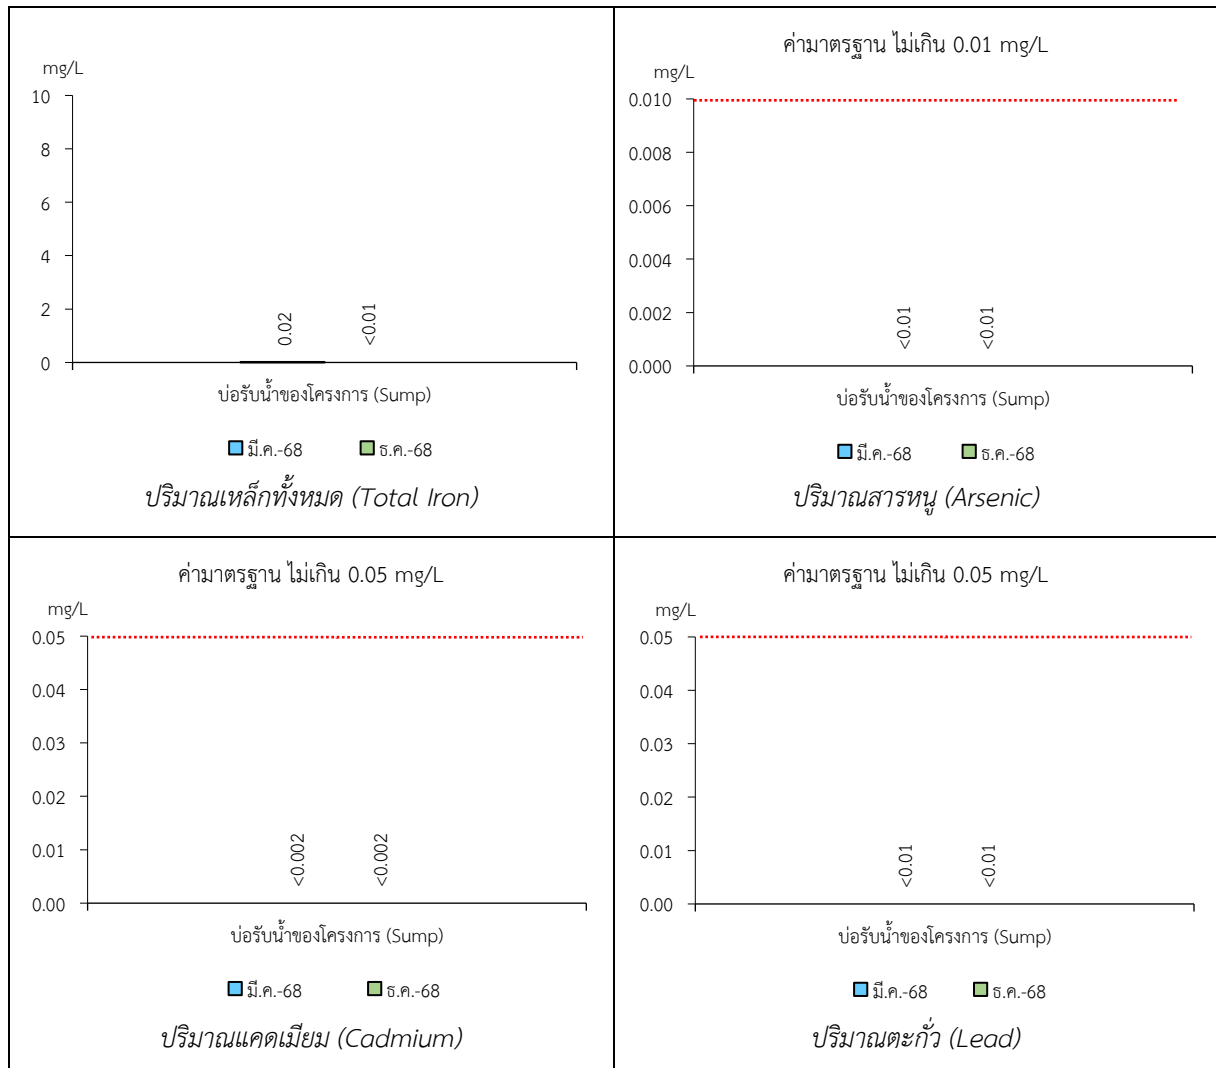 mg/L
10
8
6
4
2
0
0.02
<0.01
บ่อรับน้ำของโครงการ (Sump)
มี.ค.-68 ธ.ค.-68
ปริมาณเหล็กทั้งหมด (Total Iron)
ค่ามาตรฐาน ไม่เกิน 0.01 mg/L
mg/L
0.010
0.008
0.006
0.004
0.002
0.000
<0.01
<0.01
บ่อรับน้ำของโครงการ (Sump)
มี.ค.-68 ธ.ค.-68
ปริมาณสารหนู (Arsenic)
ค่ามาตรฐาน ไม่เกิน 0.05 mg/L
mg/L
0.05
0.04
0.03
0.02
0.01
0.00
<0.002
<0.002
บ่อรับน้ำของโครงการ (Sump)
มี.ค.-68 ธ.ค.-68
ปริมาณแคดเมียม (Cadmium)
ค่ามาตรฐาน ไม่เกิน 0.05 mg/L
mg/L
0.05
0.04
0.03
0.02
0.01
0.00
<0.01
<0.01
บ่อรับน้ำของโครงการ (Sump)
มี.ค.-68 ธ.ค.-68
ปริมาณตะกั่ว (Lead)